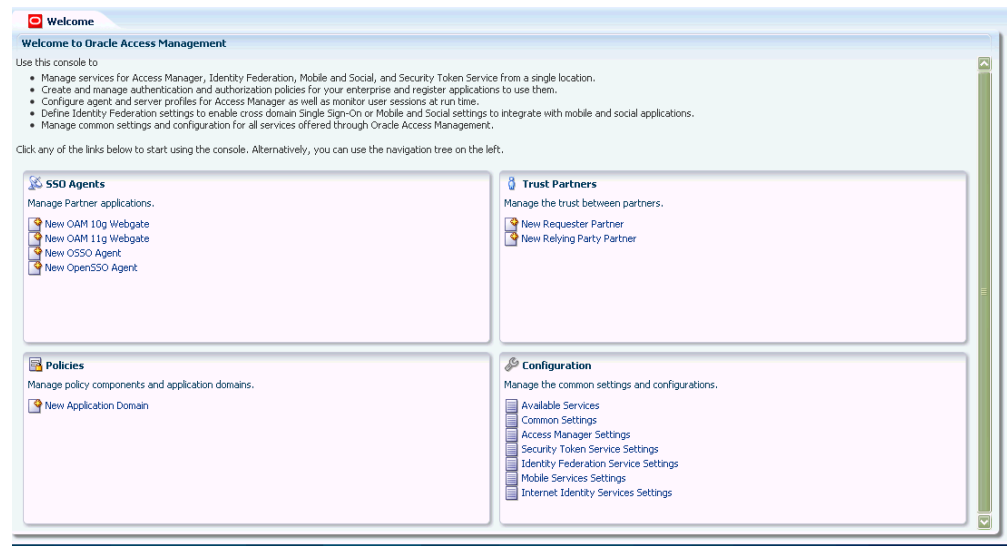 Welcome
Welcome to Oracle Access Management
Use this console to
Manage services for Access Manager, Identity Federation, Mobile and Social, and Security Token Service from a single location.
Create and manage authentication and authorization policies for your enterprise and register applications to use them.
Configure agent and server profiles for Access Manager as well as monitor user sessions at run time.
Define Identity Federation settings to enable cross domain Single Sign-On or Mobile and Social settings to integrate with mobile and social applications.
Manage common settings and configuration for all services offered through Oracle Access Management.
Click any of the links below to start using the console. Alternatively, you can use the navigation tree on the left.
SSO Agents
Manage Partner applications.
New OAM 10g Webgate
New OAM 11g Webgate
New OSSO Agent
New OpenSSO Agent
Trust Partners
Manage the trust between partners.
New Requester Partner
New Relying Party Partner
Policies
Manage policy components and application domains.
New Application Domain
Configuration
Manage the common settings and configurations.
Available Services
Common Settings
Access Manager Settings
Security Token Service Settings
Identity Federation Service Settings
Mobile Services Settings
Internet Identity Services Settings